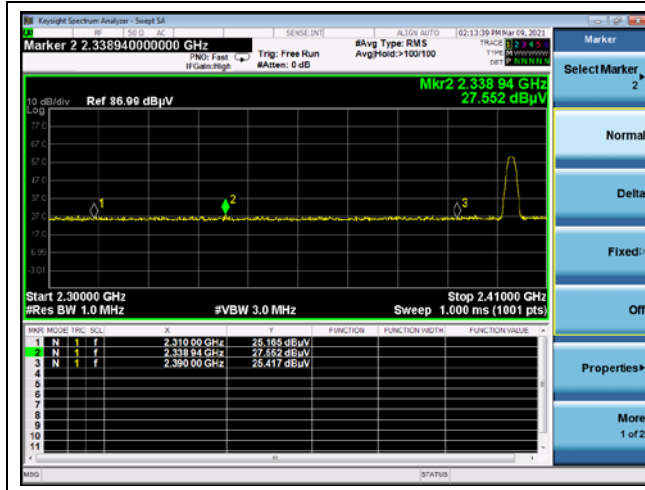 Keysight Spectrum Analyzer - Swept SA
RF 50 Ω AC SENSE:INT ALIGN AUTO 02:13:39 PM Mar 09, 2021
Marker 2 2.338940000000 GHz
PNO: Fast
IFGain:High
Trig: Free Run
#Atten: 0 dB
#Avg Type: RMS
Avg|Hold:>100/100
TRACE 1 2 3 4 5 6
TYPE M WWWWW
DET P N N N N N
Mkr2 2.338 94 GHz
27.552 dBµV
10 dB/div Ref 86.99 dBµV
Log
77.0
67.0
57.0
47.0
37.0
27.0
17.0
6.99
-3.01
1
2
3
Start 2.30000 GHz Stop 2.41000 GHz
#Res BW 1.0 MHz #VBW 3.0 MHz Sweep 1.000 ms (1001 pts)
MKR MODE TRC SCL X Y FUNCTION FUNCTION WIDTH FUNCTION VALUE
1 N 1 f 2.310 00 GHz 25.165 dBµV
2 N 1 f 2.338 94 GHz 27.552 dBµV
3 N 1 f 2.390 00 GHz 25.417 dBµV
4
5
6
7
8
9
10
11
MSG STATUS
Marker
Select Marker
2
Normal
Delta
Fixed
Off
Properties
More
1 of 2